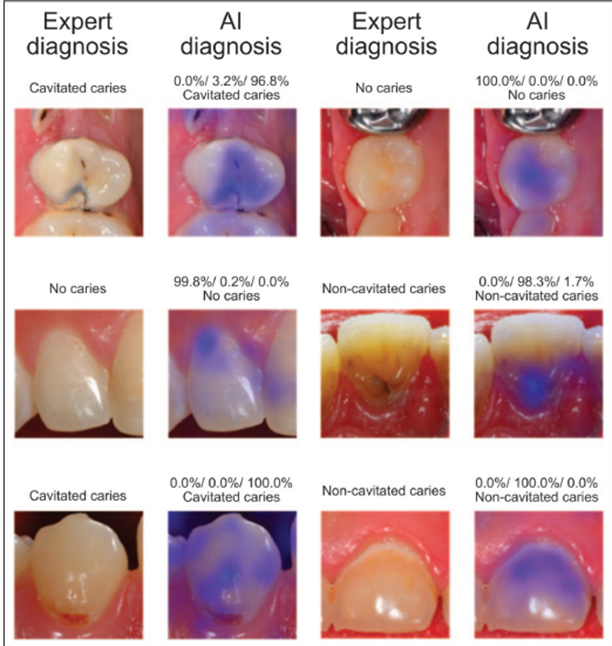 Expert
diagnosis
AI
diagnosis
Expert
diagnosis
AI
diagnosis
Cavitated caries
0.0%/ 3.2%/ 96.8%
Cavitated caries
No caries
100.0%/ 0.0%/ 0.0%
No caries
No caries
99.8%/ 0.2%/ 0.0%
No caries
Non-cavitated caries
0.0%/ 98.3%/ 1.7%
Non-cavitated caries
Cavitated caries
0.0%/ 0.0%/ 100.0%
Cavitated caries
Non-cavitated caries
0.0%/ 100.0%/ 0.0%
Non-cavitated caries